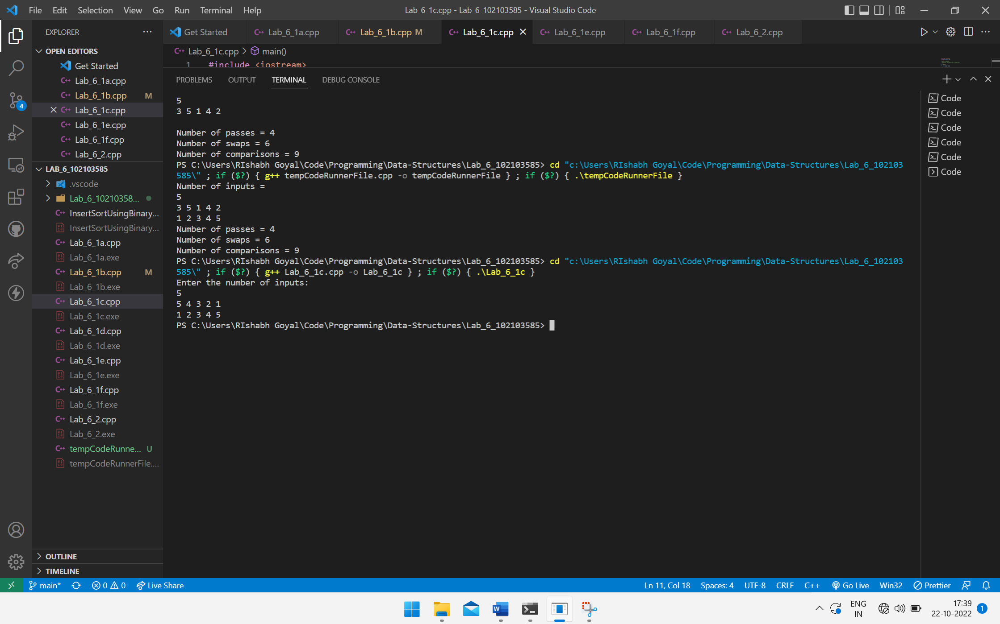 File Edit Selection View Go Run Terminal Help
Lab_6_1c.cpp - Lab_6_102103585 - Visual Studio Code
EXPLORER
Get Started Lab_6_1a.cpp Lab_6_1b.cpp M Lab_6_1c.cpp Lab_6_1e.cpp Lab_6_1f.cpp Lab_6_2.cpp
OPEN EDITORS
Get Started
Lab_6_1a.cpp
Lab_6_1b.cpp M
Lab_6_1c.cpp
Lab_6_1e.cpp
Lab_6_1f.cpp
Lab_6_2.cpp
4
LAB_6_102103585
.vscode
Lab_6_10210358...
InsertSortUsingBinary...
InsertSortUsingBinary...
Lab_6_1a.cpp
Lab_6_1a.exe
Lab_6_1b.cpp M
Lab_6_1b.exe
Lab_6_1c.cpp
Lab_6_1c.exe
Lab_6_1d.cpp
Lab_6_1d.exe
Lab_6_1e.cpp
Lab_6_1e.exe
Lab_6_1f.cpp
Lab_6_1f.exe
Lab_6_2.cpp
Lab_6_2.exe
tempCodeRunne... U
tempCodeRunnerFile....
OUTLINE
TIMELINE
Lab_6_1c.cpp > main()
1 #include <iostream>
PROBLEMS OUTPUT TERMINAL DEBUG CONSOLE
5
3 5 1 4 2
Number of passes = 4
Number of swaps = 6
Number of comparisons = 9
PS C:\Users\RIshabh Goyal\Code\Programming\Data-Structures\Lab_6_102103585> cd "c:\Users\RIshabh Goyal\Code\Programming\Data-Structures\Lab_6_102103
585\" ; if ($?) { g++ tempCodeRunnerFile.cpp -o tempCodeRunnerFile } ; if ($?) { .\tempCodeRunnerFile }
Number of inputs =
5
3 5 1 4 2
1 2 3 4 5
Number of passes = 4
Number of swaps = 6
Number of comparisons = 9
PS C:\Users\RIshabh Goyal\Code\Programming\Data-Structures\Lab_6_102103585> cd "c:\Users\RIshabh Goyal\Code\Programming\Data-Structures\Lab_6_102103
585\" ; if ($?) { g++ Lab_6_1c.cpp -o Lab_6_1c } ; if ($?) { .\Lab_6_1c }
Enter the number of inputs:
5
5 4 3 2 1
1 2 3 4 5
PS C:\Users\RIshabh Goyal\Code\Programming\Data-Structures\Lab_6_102103585>
Code
Code
Code
Code
Code
Code
main* 0 0 Live Share
Ln 11, Col 18 Spaces: 4 UTF-8 CRLF C++ Go Live Win32 Prettier
ENG
IN
17:39
22-10-2022
1